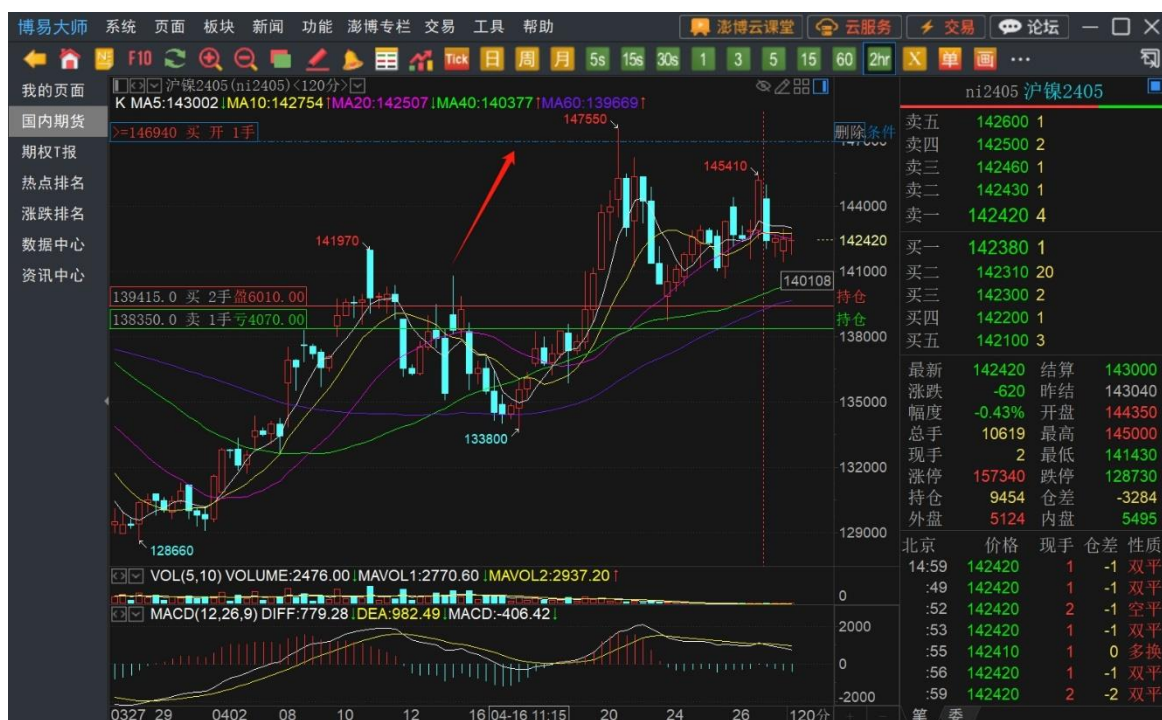 博易大师 系统 页面 板块 新闻 功能 澎博专栏 交易 工具 帮助 澎博云课堂 云服务 交易 论坛
F10 Tick 日 周 月 5s 15s 30s 1 3 5 15 60 2hr X 单 画 ...
我的页面
国内期货
期权T报
热点排名
涨跌排名
数据中心
资讯中心
沪镍2405(ni2405)<120分>
K MA5:143002↓MA10:142754↑MA20:142507↓MA40:140377↑MA60:139669↑
147550
>=146940 买 开 1手
删除 条件
145410
144000
141970
142420
141000
140108
139415.0 买 2手盈6010.00
持仓
138350.0 卖 1手亏4070.00
持仓
138000
135000
133800
132000
129000
128660
VOL(5,10) VOLUME:2476.00↓MAVOL1:2770.60↓MAVOL2:2937.20↑
0
MACD(12,26,9) DIFF:779.28↓DEA:982.49↓MACD:-406.42↓
2000
0
-2000
0327 29 0402 08 10 12 16 04-16 11:15 20 24 26 120分
ni2405 沪镍2405
卖五 142600 1
卖四 142500 2
卖三 142460 1
卖二 142430 1
卖一 142420 4
买一 142380 1
买二 142310 20
买三 142300 2
买四 142200 1
买五 142100 3
最新 142420 结算 143000
涨跌 -620 昨结 143040
幅度 -0.43% 开盘 144350
总手 10619 最高 145000
现手 2 最低 141430
涨停 157340 跌停 128730
持仓 9454 仓差 -3284
外盘 5124 内盘 5495
北京 价格 现手 仓差 性质
14:59 142420 1 -1 双平
:49 142420 1 -1 双平
:52 142420 2 -1 空平
:53 142420 1 -1 双平
:55 142410 1 0 多换
:56 142420 1 -1 双平
:59 142420 2 -2 双平
笔 委